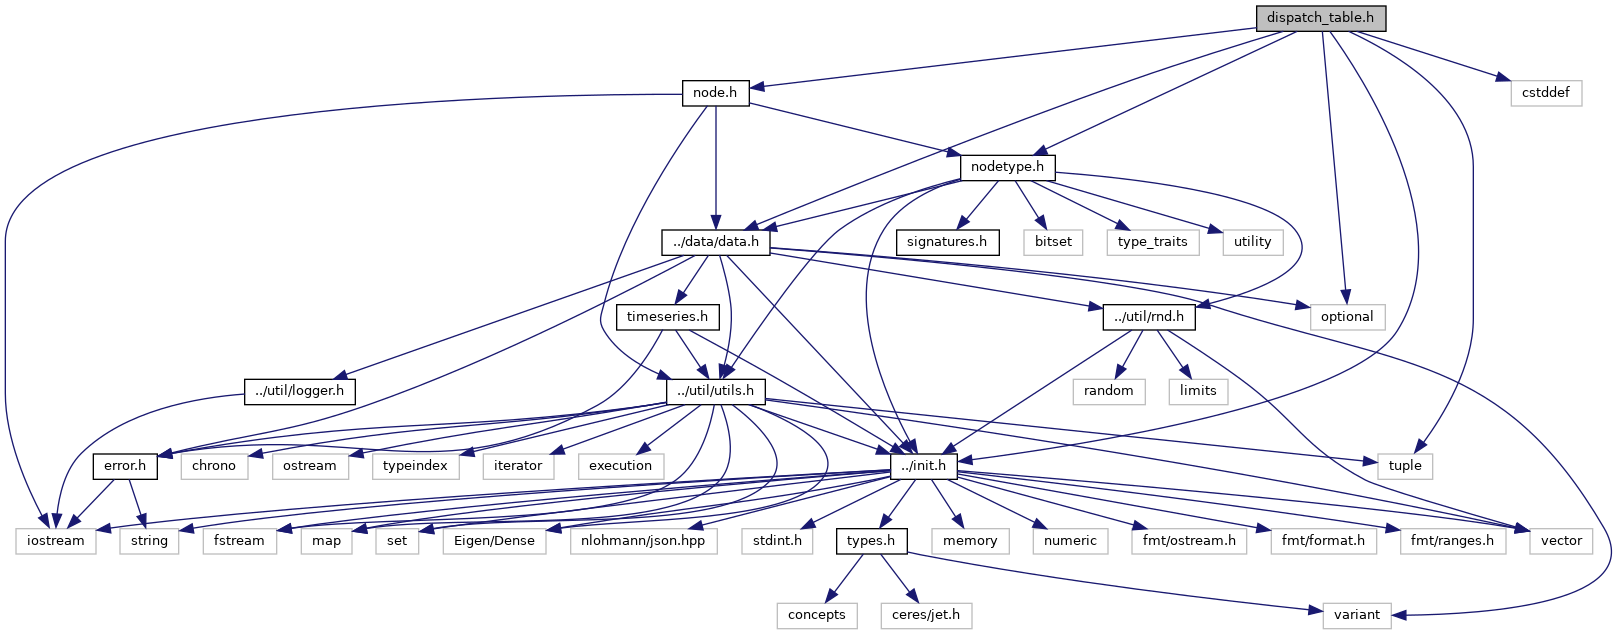 dispatch_table.h
node.h
cstddef
nodetype.h
../data/data.h
signatures.h
bitset
type_traits
utility
timeseries.h
../util/rnd.h
optional
../util/logger.h
../util/utils.h
random
limits
error.h
chrono
ostream
typeindex
iterator
execution
../init.h
tuple
iostream
string
fstream
map
set
Eigen/Dense
nlohmann/json.hpp
stdint.h
types.h
memory
numeric
fmt/ostream.h
fmt/format.h
fmt/ranges.h
vector
concepts
ceres/jet.h
variant